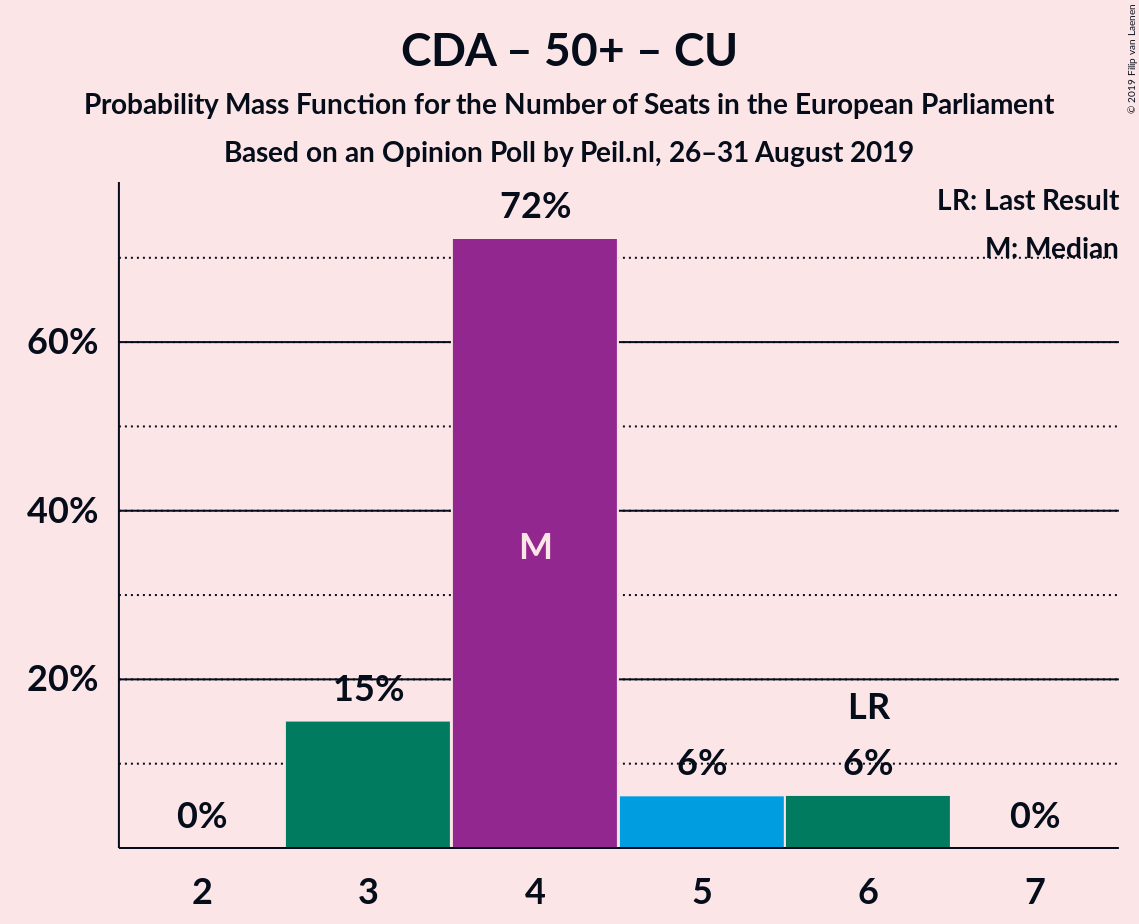 CDA – 50+ – CU
Probability Mass Function for the Number of Seats in the European Parliament
Based on an Opinion Poll by Peil.nl, 26–31 August 2019
© 2019 Filip van Laenen
LR: Last Result
M: Median
72%
60%
40%
M
20%
15%
LR
6%
6%
0%
0%
2
3
4
5
6
7